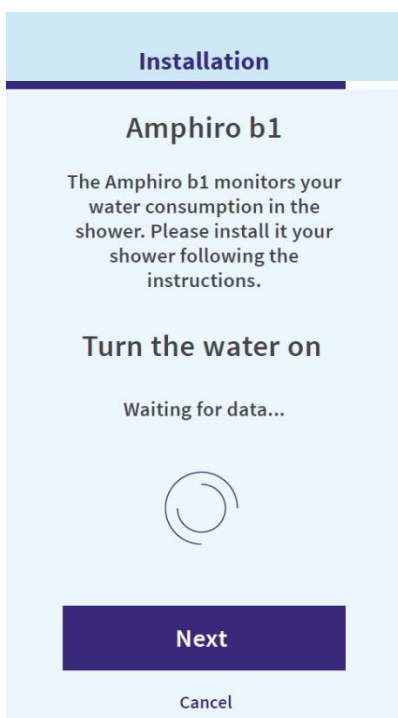 Installation
Amphiro b1
The Amphiro b1 monitors your
water consumption in the
shower. Please install it your
shower following the
instructions.
Turn the water on
Waiting for data...
Next
Cancel